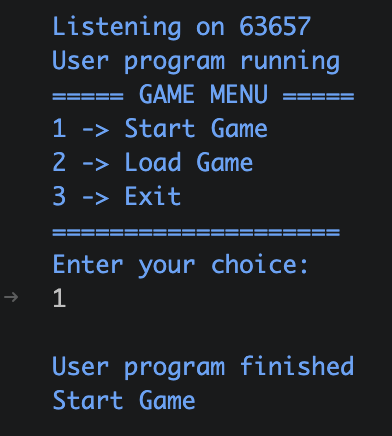 Listening on 63657
User program running
===== GAME MENU =====
1 -> Start Game
2 -> Load Game
3 -> Exit
====================
Enter your choice:
→ 1
User program finished
Start Game